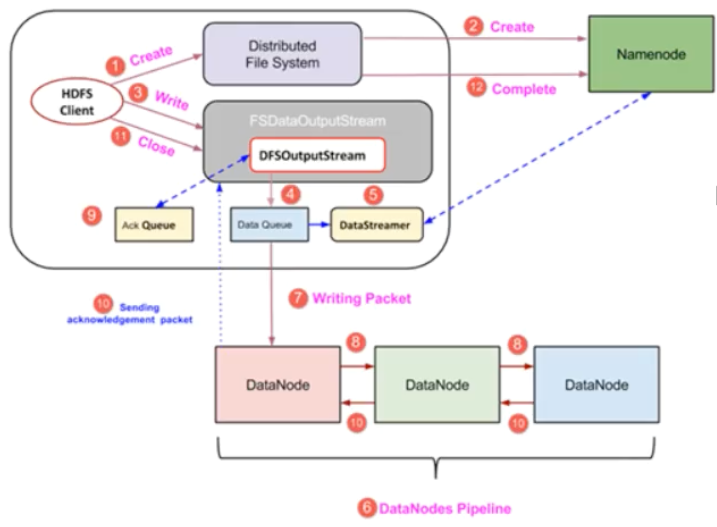 1 Create
2 Create
Distributed
File System
Namenode
HDFS
Client
3 Write
12 Complete
FSDataOutputStream
11 Close
DFSOutputStream
4
5
9
Ack Queue
Data Queue
DataStreamer
7 Writing Packet
10 Sending
acknowledgement packet
8
8
DataNode
DataNode
DataNode
10
10
6 DataNodes Pipeline